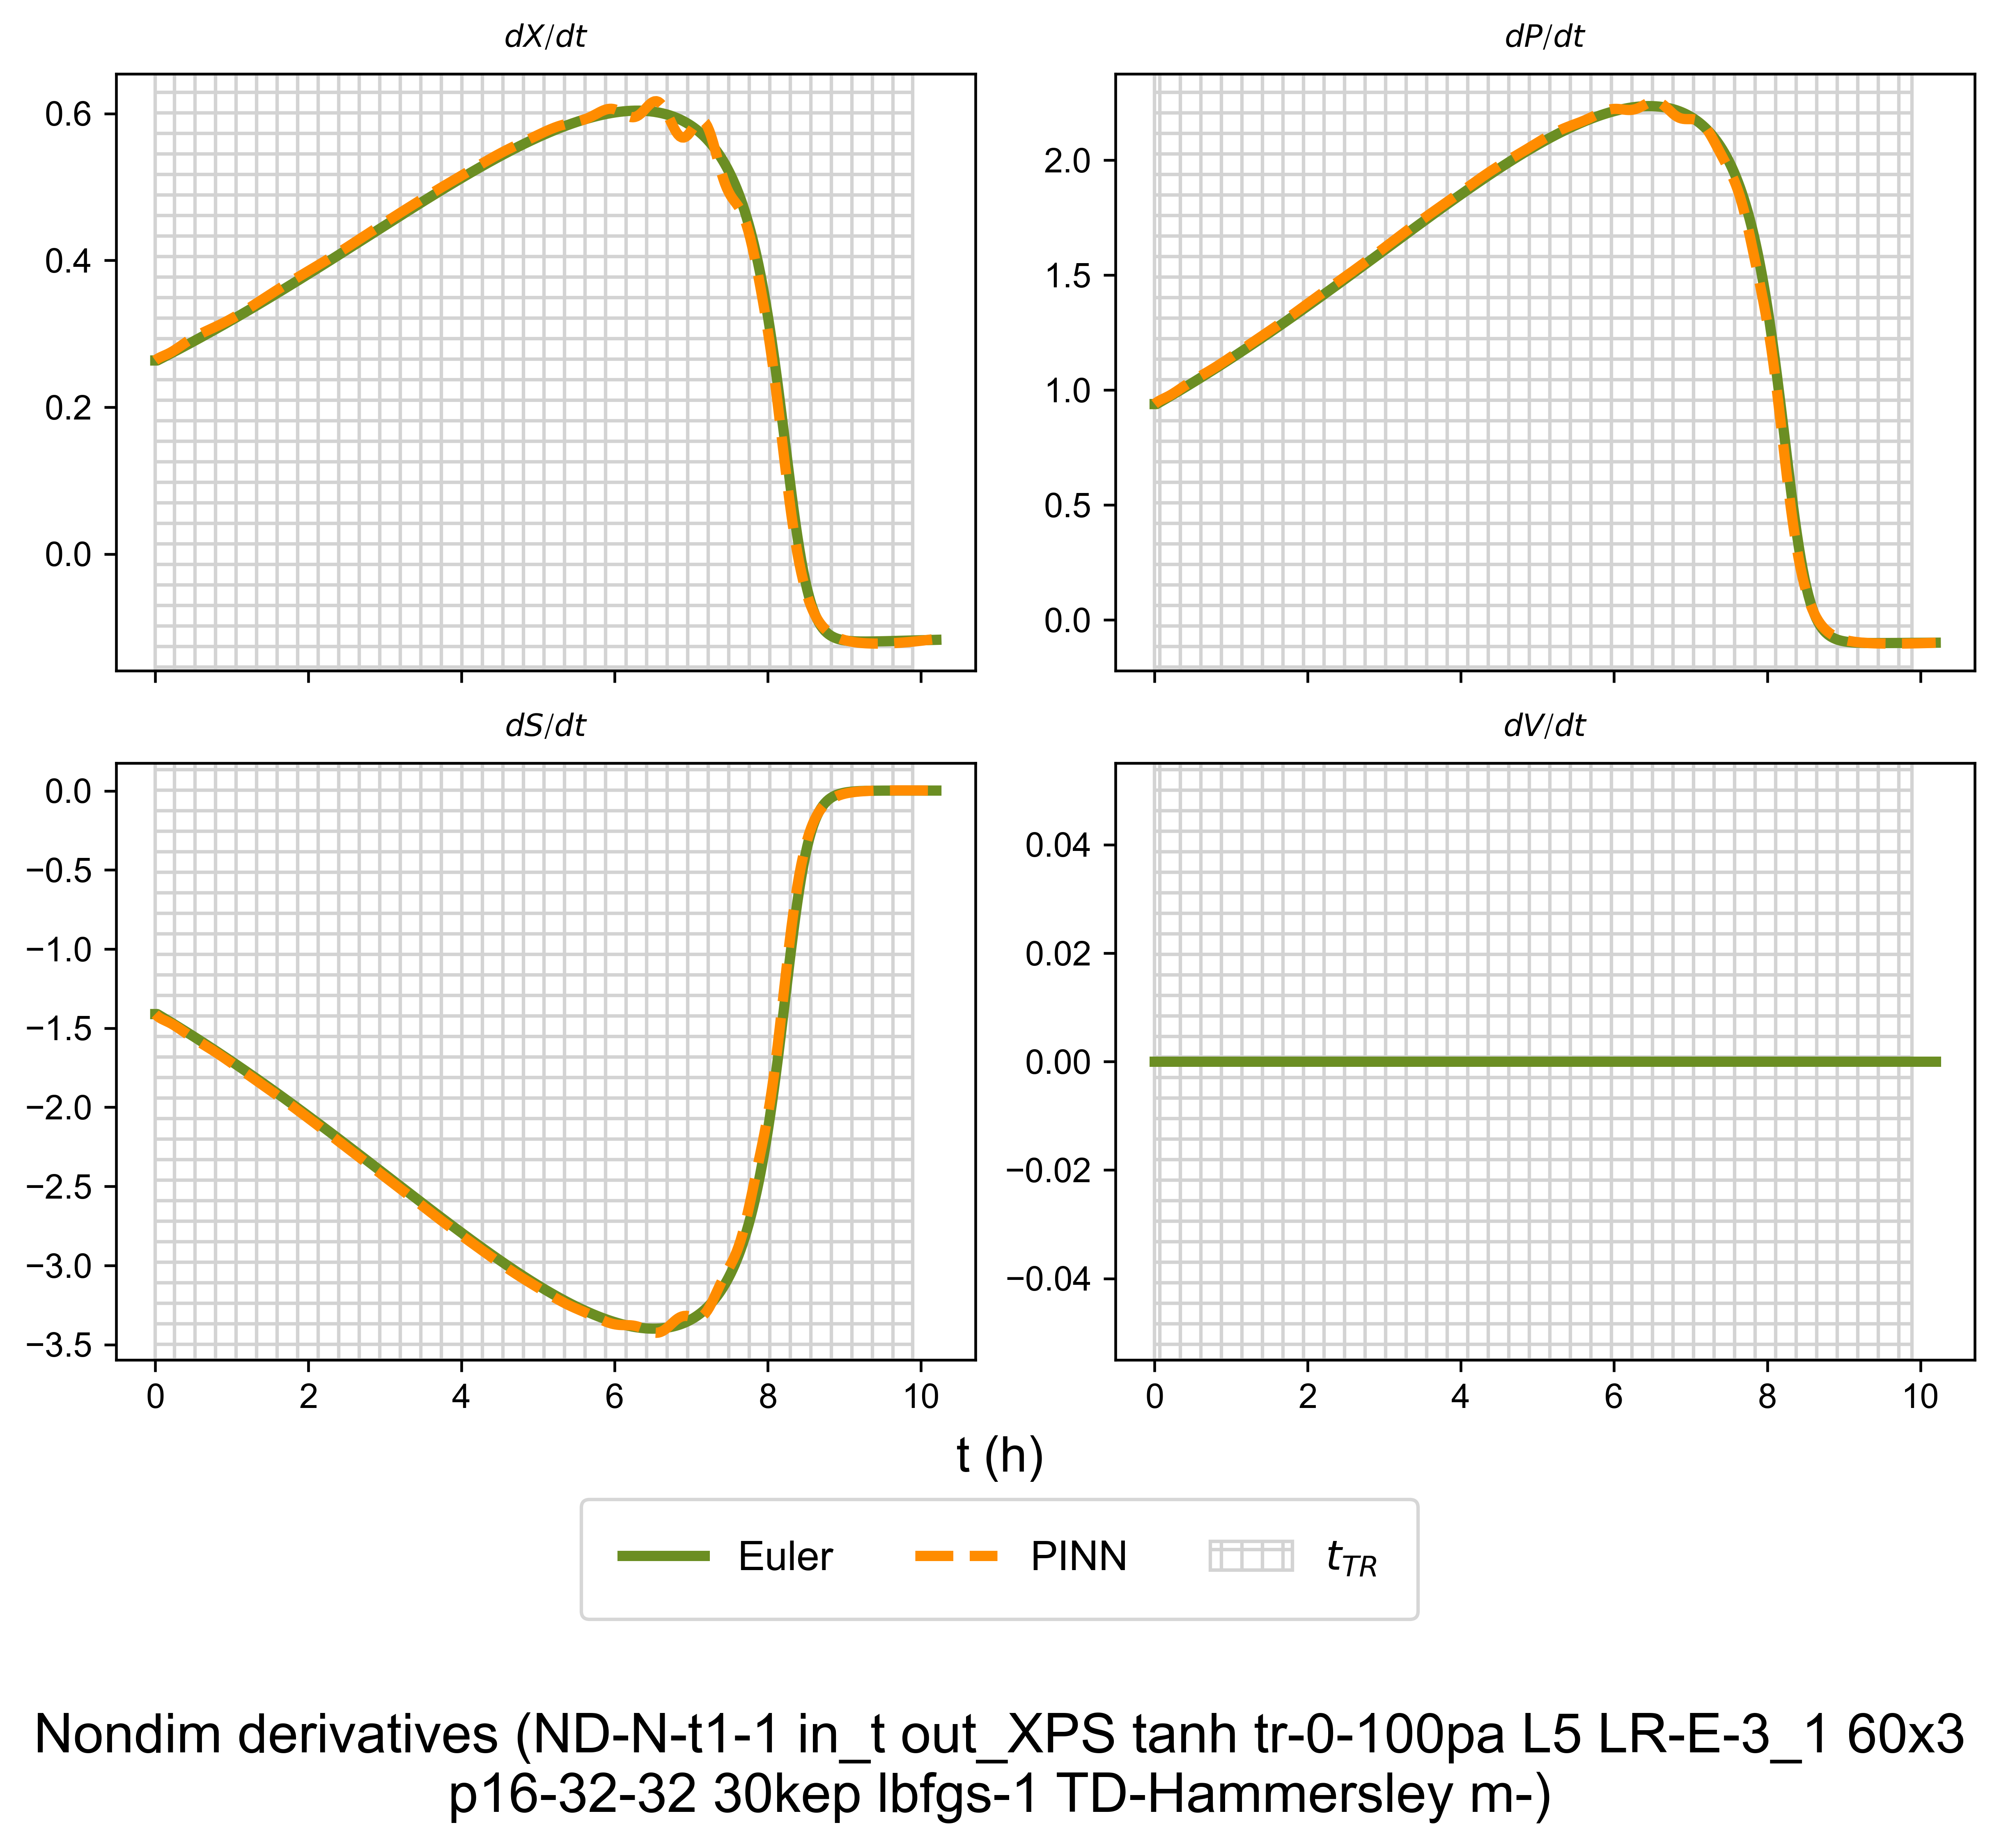 dX/dt
dP/dt
0.6
0.4
0.2
0.0
2.0
1.5
1.0
0.5
0.0
dS/dt
dV/dt
0.0
−0.5
−1.0
−1.5
−2.0
−2.5
−3.0
−3.5
0.04
0.02
0.00
−0.02
−0.04
0 2 4 6 8 10
0 2 4 6 8 10
t (h)
Euler PINN t_TR
Nondim derivatives (ND-N-t1-1 in_t out_XPS tanh tr-0-100pa L5 LR-E-3_1 60x3
p16-32-32 30kep lbfgs-1 TD-Hammersley m-)